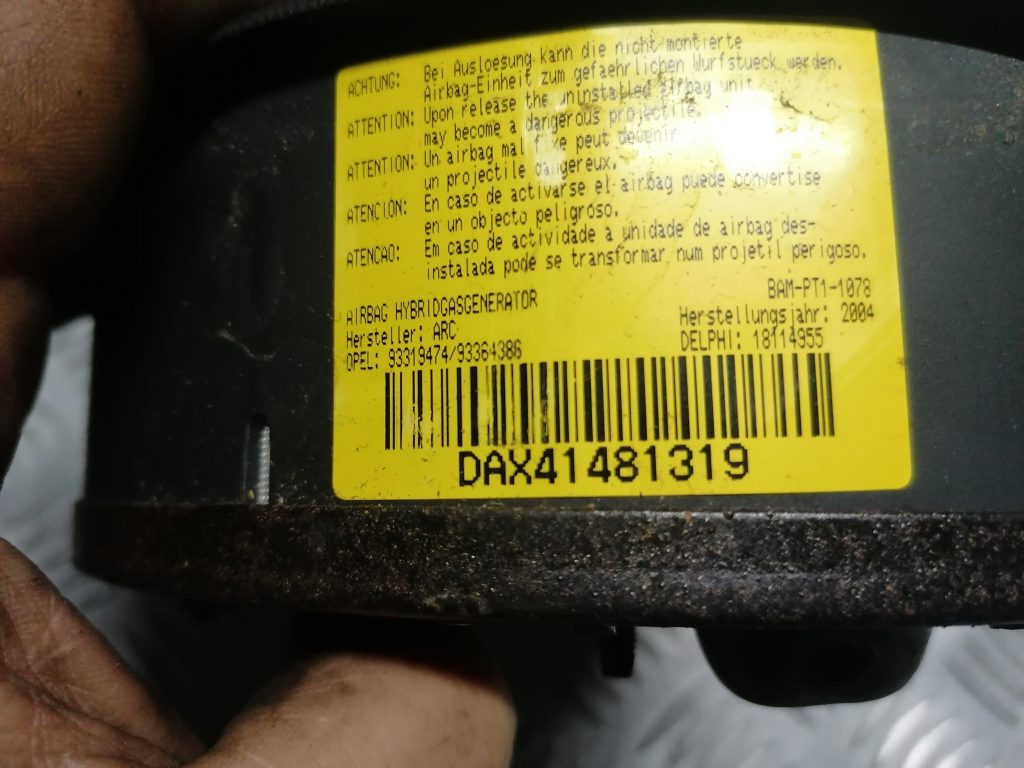 ACHTUNG: Bei Ausloesung kann die nicht montierte
Airbag-Einheit zum gefaehrlichen Wurfstueck werden.
ATTENTION: Upon release the uninstalled airbag unit
may become a dangerous projectile.
ATTENTION: Un airbag mal fixe peut devenir
un projectile dangereux.
ATENCION: En caso de activarse el airbag puede convertise
en un objecto peligroso.
ATENCAO: Em caso de actividade a unidade de airbag des-
instalada pode se transformar num projetil perigoso.
BAM-PT1-1078
AIRBAG HYBRIDGASGENERATOR
Herstellungsjahr: 2004
Hersteller: ARC
DELPHI: 18114955
OPEL: 93319474/93364386
DAX41481319